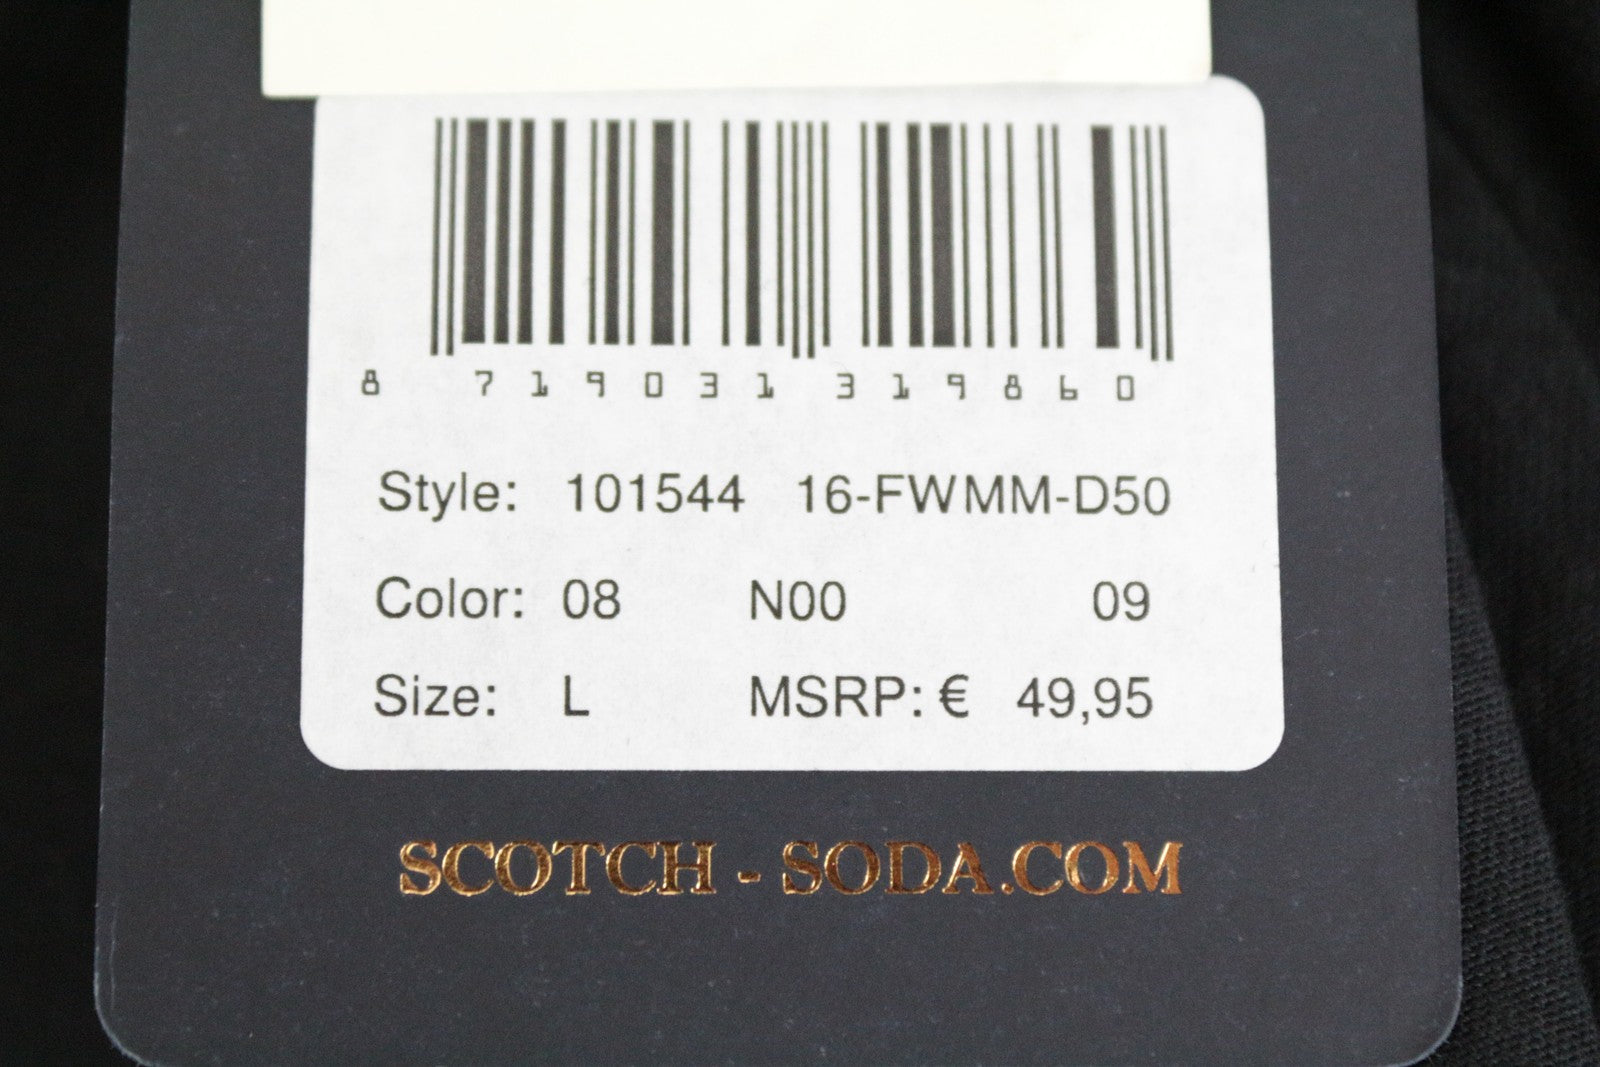 8 719031 319860
Style: 101544 16-FWMM-D50
Color: 08 N00 09
Size: L MSRP: € 49,95
SCOTCH - SODA.COM